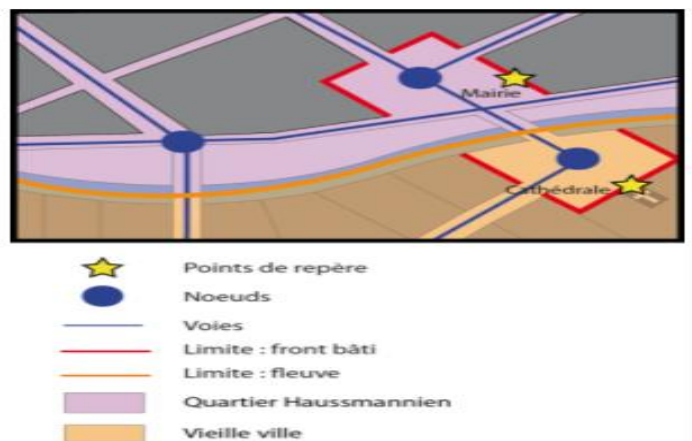 Mairie
Cathédrale
Points de repère
Noeuds
Voies
Limite : front bâti
Limite : fleuve
Quartier Haussmannien
Vieille ville